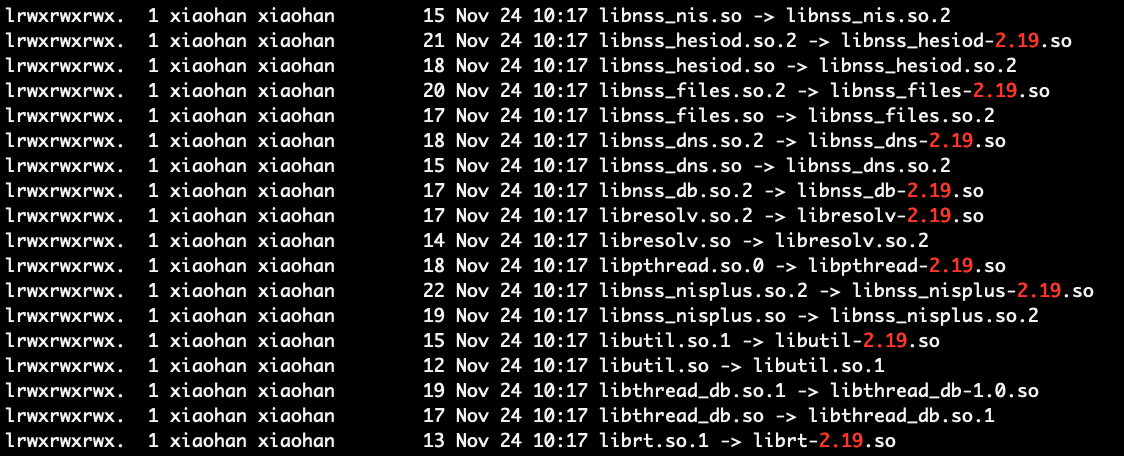 lrwxrwxrwx.  1 xiaohan xiaohan        15 Nov 24 10:17 libnss_nis.so -> libnss_nis.so.2
lrwxrwxrwx.  1 xiaohan xiaohan        21 Nov 24 10:17 libnss_hesiod.so.2 -> libnss_hesiod-2.19.so
lrwxrwxrwx.  1 xiaohan xiaohan        18 Nov 24 10:17 libnss_hesiod.so -> libnss_hesiod.so.2
lrwxrwxrwx.  1 xiaohan xiaohan        20 Nov 24 10:17 libnss_files.so.2 -> libnss_files-2.19.so
lrwxrwxrwx.  1 xiaohan xiaohan        17 Nov 24 10:17 libnss_files.so -> libnss_files.so.2
lrwxrwxrwx.  1 xiaohan xiaohan        18 Nov 24 10:17 libnss_dns.so.2 -> libnss_dns-2.19.so
lrwxrwxrwx.  1 xiaohan xiaohan        15 Nov 24 10:17 libnss_dns.so -> libnss_dns.so.2
lrwxrwxrwx.  1 xiaohan xiaohan        17 Nov 24 10:17 libnss_db.so.2 -> libnss_db-2.19.so
lrwxrwxrwx.  1 xiaohan xiaohan        17 Nov 24 10:17 libresolv.so.2 -> libresolv-2.19.so
lrwxrwxrwx.  1 xiaohan xiaohan        14 Nov 24 10:17 libresolv.so -> libresolv.so.2
lrwxrwxrwx.  1 xiaohan xiaohan        18 Nov 24 10:17 libpthread.so.0 -> libpthread-2.19.so
lrwxrwxrwx.  1 xiaohan xiaohan        22 Nov 24 10:17 libnss_nisplus.so.2 -> libnss_nisplus-2.19.so
lrwxrwxrwx.  1 xiaohan xiaohan        19 Nov 24 10:17 libnss_nisplus.so -> libnss_nisplus.so.2
lrwxrwxrwx.  1 xiaohan xiaohan        15 Nov 24 10:17 libutil.so.1 -> libutil-2.19.so
lrwxrwxrwx.  1 xiaohan xiaohan        12 Nov 24 10:17 libutil.so -> libutil.so.1
lrwxrwxrwx.  1 xiaohan xiaohan        19 Nov 24 10:17 libthread_db.so.1 -> libthread_db-1.0.so
lrwxrwxrwx.  1 xiaohan xiaohan        17 Nov 24 10:17 libthread_db.so -> libthread_db.so.1
lrwxrwxrwx.  1 xiaohan xiaohan        13 Nov 24 10:17 librt.so.1 -> librt-2.19.so